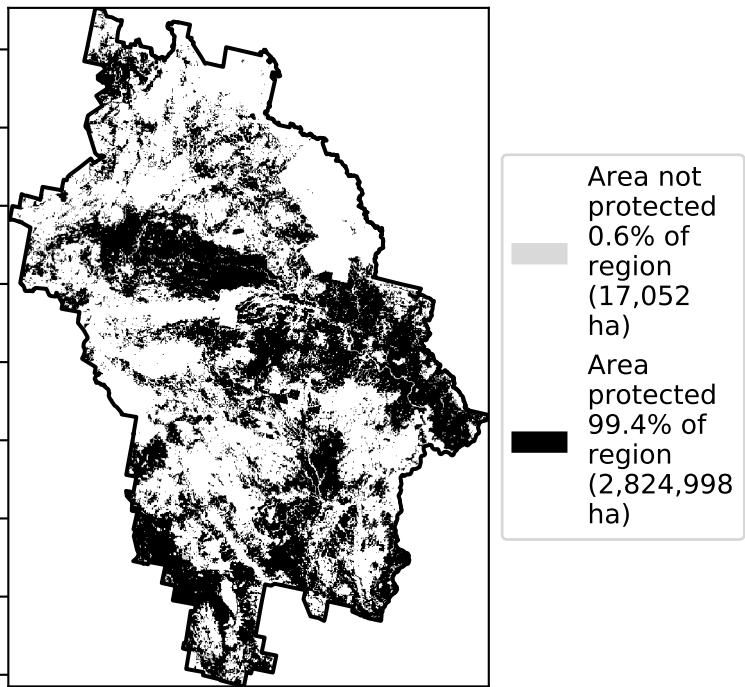 Area not
protected
0.6% of
region
(17,052
ha)
Area
protected
99.4% of
region
(2,824,998
ha)